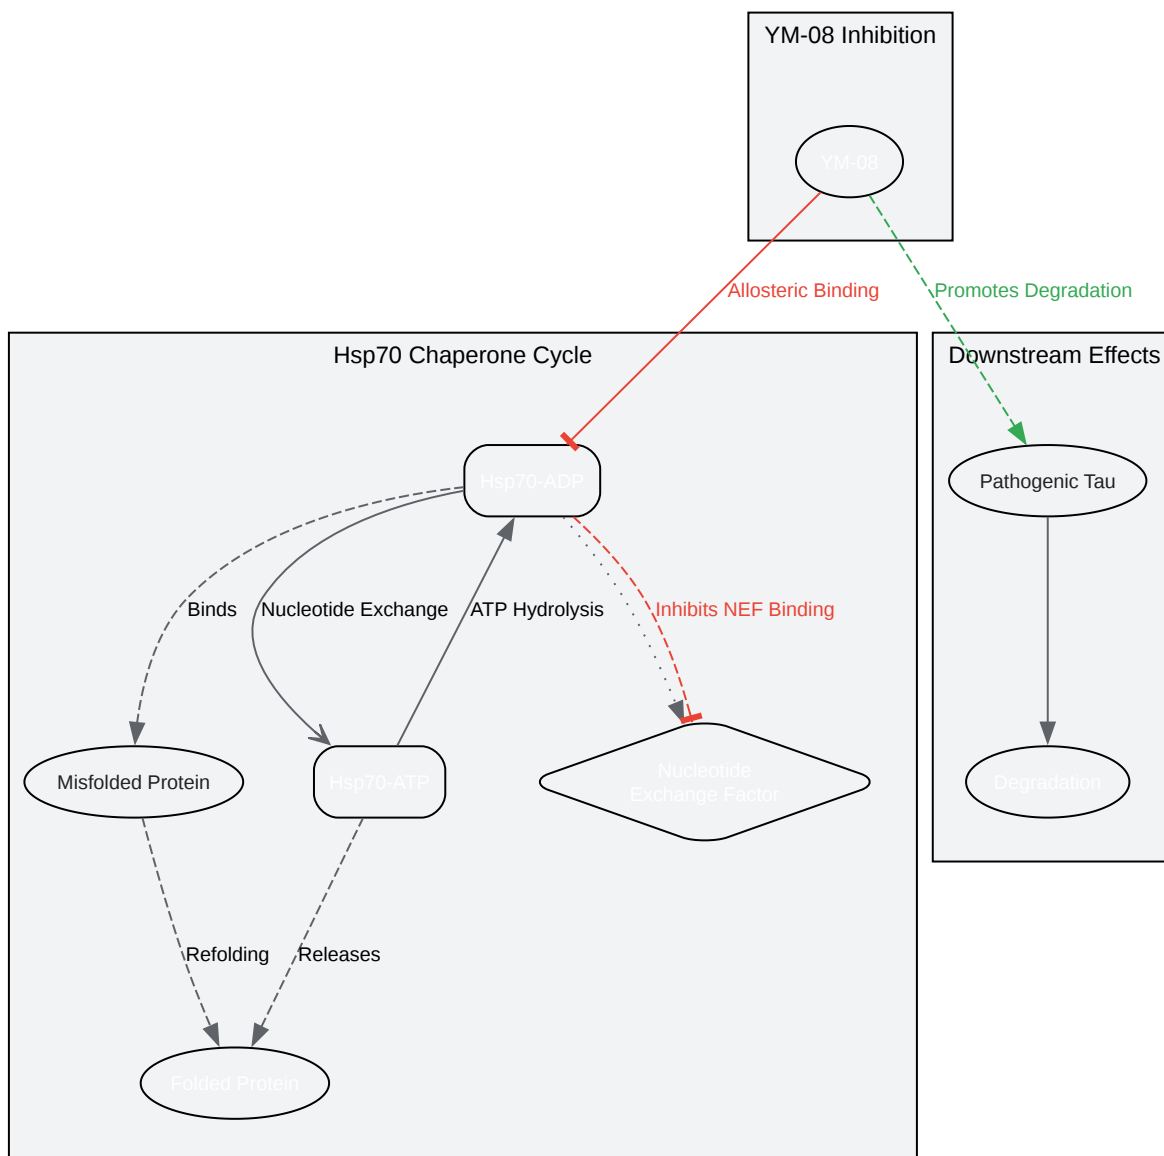 YM-08 Inhibition
YM-08
Allosteric Binding
Promotes Degradation
Hsp70 Chaperone Cycle
Downstream Effects
Hsp70-ADP
Pathogenic Tau
Binds
Nucleotide Exchange
ATP Hydrolysis
Inhibits NEF Binding
Misfolded Protein
Hsp70-ATP
Nucleotide
Exchange Factor
Degradation
Refolding
Releases
Folded Protein